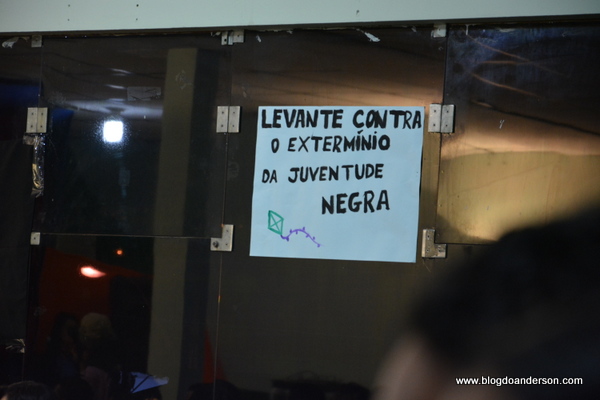 LEVANTE CONTRA
O EXTERMÍNIO
DA JUVENTUDE
NEGRA
www.blogdoanderson.com